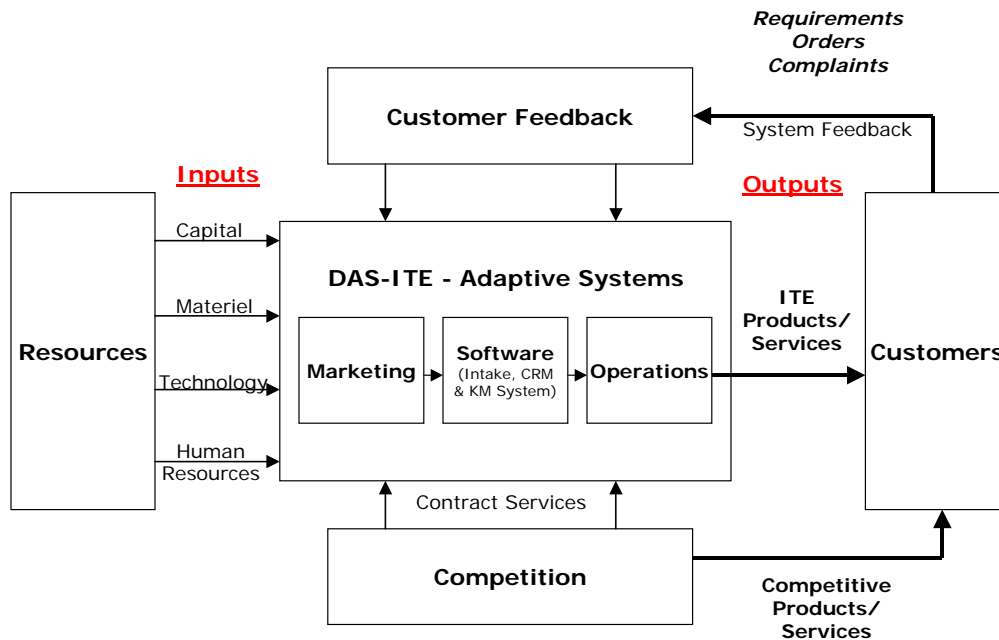 Requirements
Orders
Complaints
Customer Feedback
System Feedback
Inputs
Outputs
Capital
Materiel
Technology
Human
Resources
Resources
DAS-ITE - Adaptive Systems
Marketing
Software
(Intake, CRM
& KM System)
Operations
ITE
Products/
Services
Customers
Contract Services
Competition
Competitive
Products/
Services